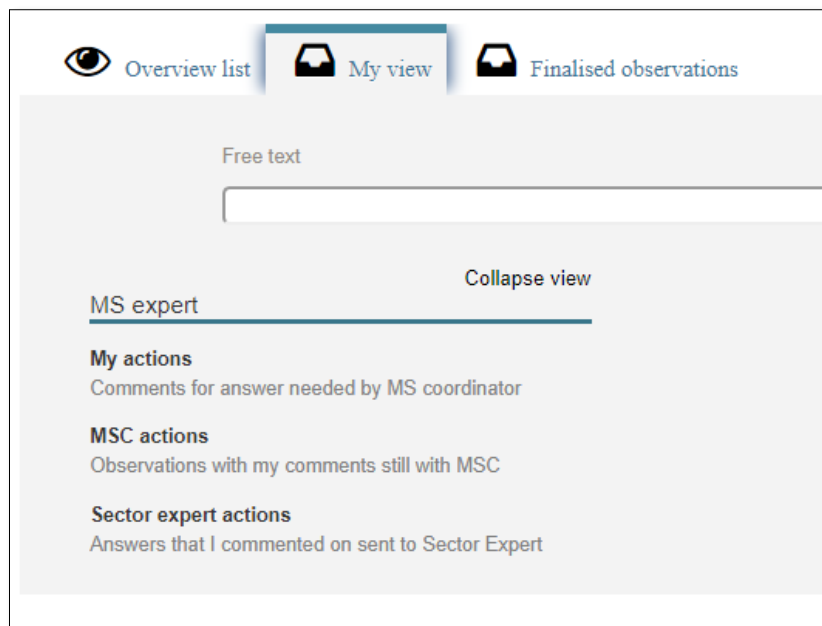 Overview list My view Finalised observations
Free text
Collapse view
MS expert
My actions
Comments for answer needed by MS coordinator
MSC actions
Observations with my comments still with MSC
Sector expert actions
Answers that I commented on sent to Sector Expert